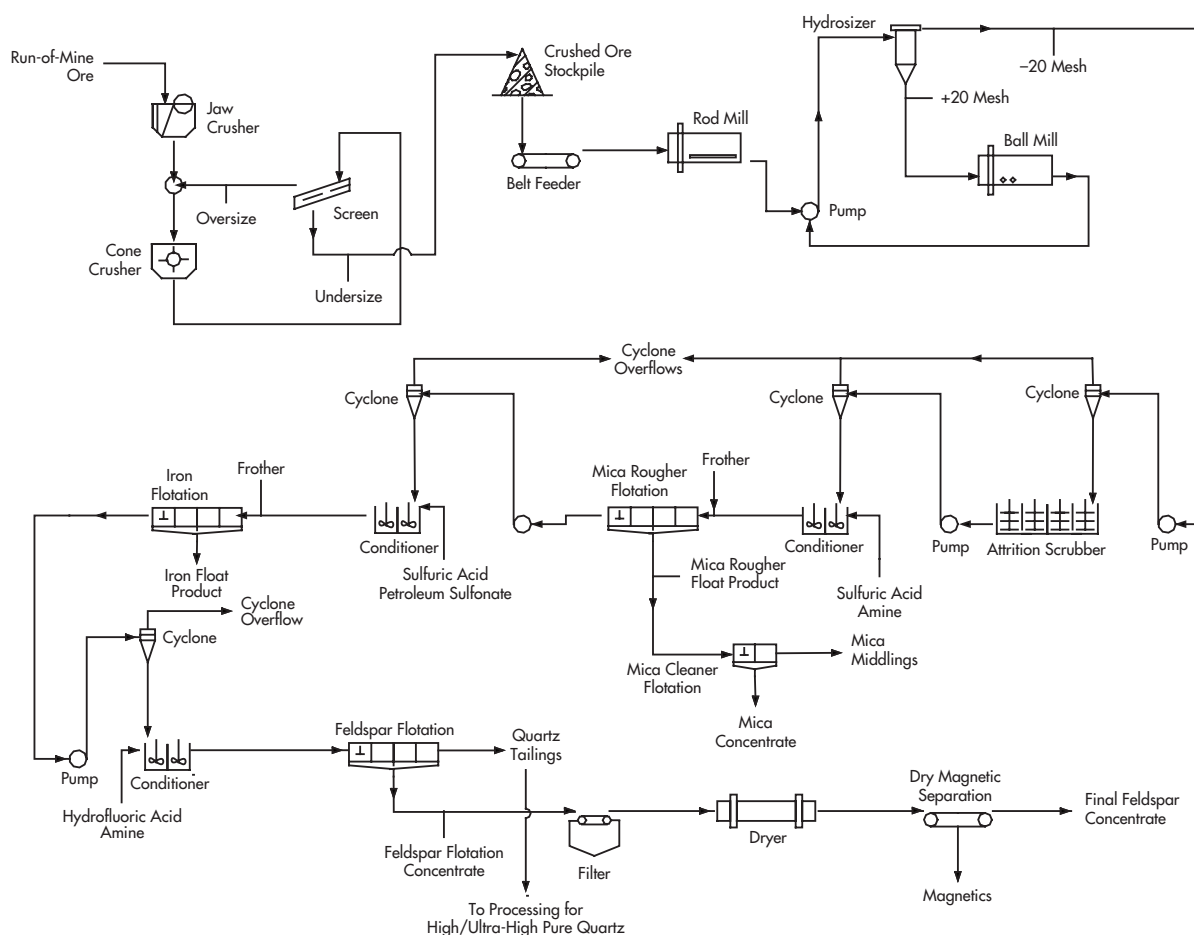 Run-of-Mine
Ore
Jaw
Crusher
Oversize
Screen
Cone
Crusher
Undersize
Crushed Ore
Stockpile
Belt Feeder
Rod Mill
Pump
Hydrosizer
–20 Mesh
+20 Mesh
Ball Mill
Cyclone
Overflows
Cyclone
Cyclone
Cyclone
Iron
Flotation
Frother
Mica Rougher
Flotation
Frother
Conditioner
Sulfuric Acid
Petroleum Sulfonate
Conditioner
Sulfuric Acid
Amine
Pump
Attrition Scrubber
Pump
Iron Float
Product
Mica Rougher
Float Product
Cyclone
Overflow
Cyclone
Mica Cleaner
Flotation
Mica
Middlings
Mica
Concentrate
Pump
Conditioner
Hydrofluoric Acid
Amine
Feldspar Flotation
Quartz
Tailings
Feldspar Flotation
Concentrate
Filter
Dryer
Dry Magnetic
Separation
Final Feldspar
Concentrate
Magnetics
To Processing for
High/Ultra-High Pure Quartz